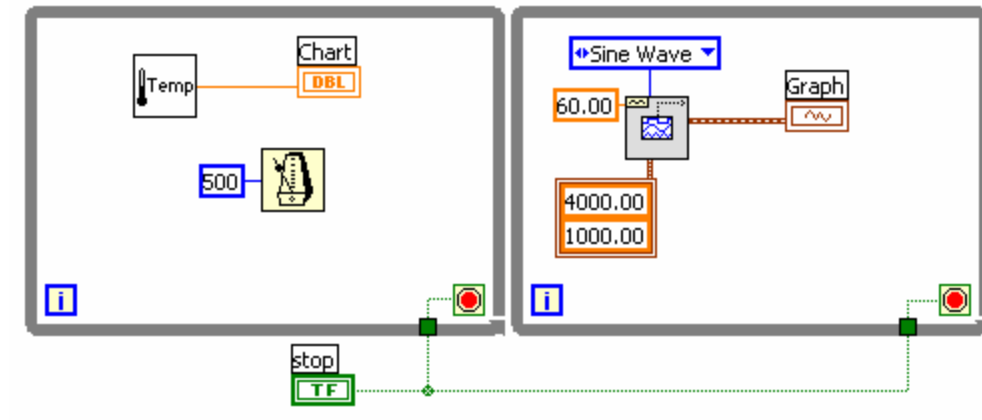 Temp
Chart
DBL
500
i
Sine Wave
60.00
Graph
4000.00
1000.00
i
stop
TF